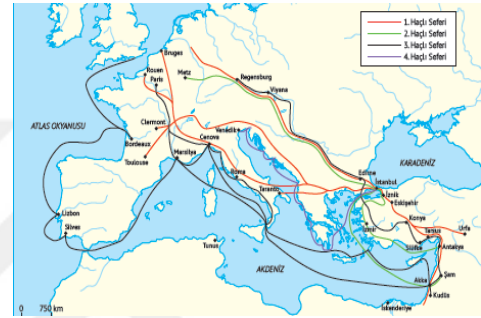 1. Haçlı Seferi
2. Haçlı Seferi
3. Haçlı Seferi
4. Haçlı Seferi
Bruges
Rouen
Paris
Metz
Regensburg
Viyana
ATLAS OKYANUSU
Clermont
Venedik
Cenova
Bordeaux
Toulouse
Marsilya
KARADENİZ
Roma
Edirne
İstanbul
Taranto
İznik
Eskişehir
Lizbon
Silves
Konya
Tarsus
Urfa
İzmir
Silifke
Antakya
Tunus
AKDENİZ
Akka
Şam
Kudüs
İskenderiye
0 750 km